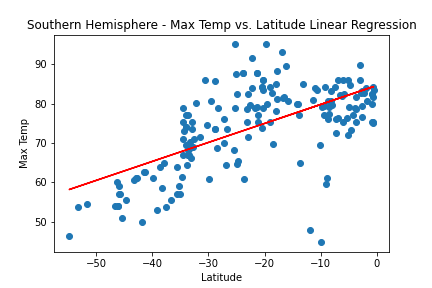 Southern Hemisphere - Max Temp vs. Latitude Linear Regression
Max Temp
90
80
70
60
50
−50 −40 −30 −20 −10 0
Latitude